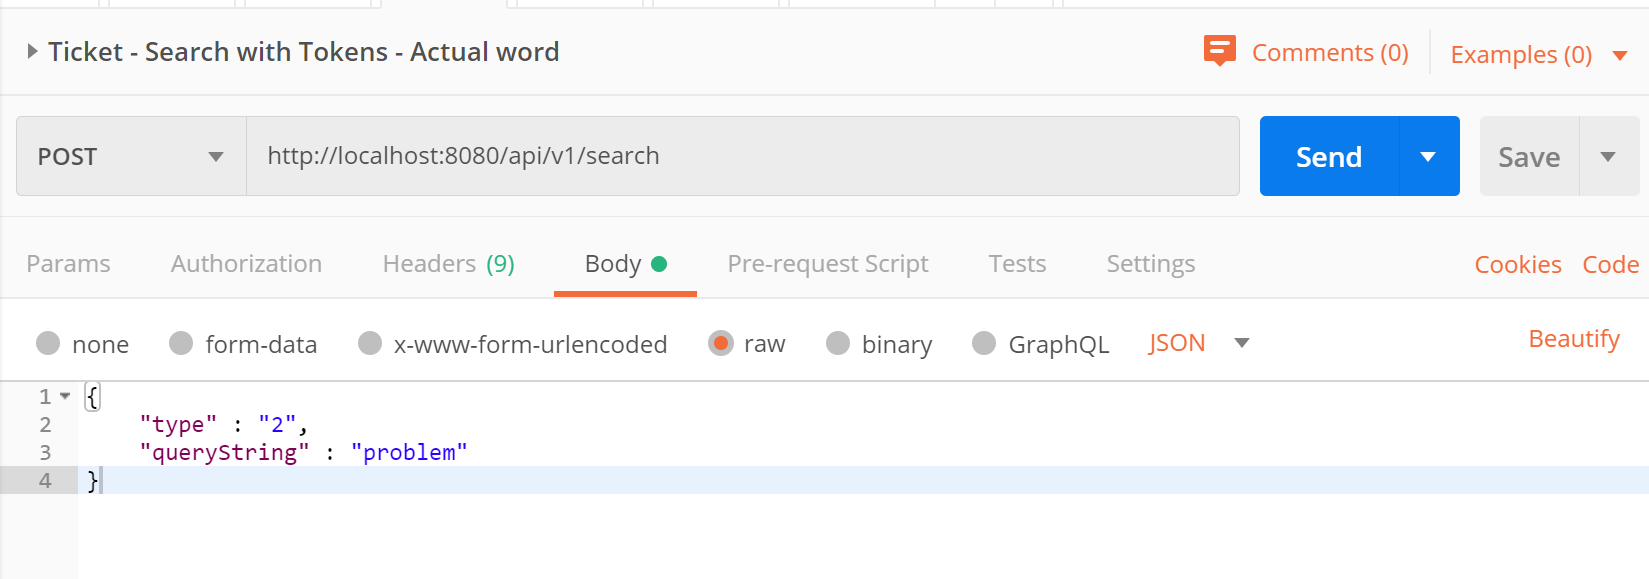 Ticket - Search with Tokens - Actual word
Comments (0)
Examples (0)
POST
http://localhost:8080/api/v1/search
Send
Save
Params Authorization Headers (9) Body Pre-request Script Tests Settings
Cookies Code
none form-data x-www-form-urlencoded raw binary GraphQL JSON
Beautify
1 {
2 "type" : "2",
3 "queryString" : "problem"
4 }